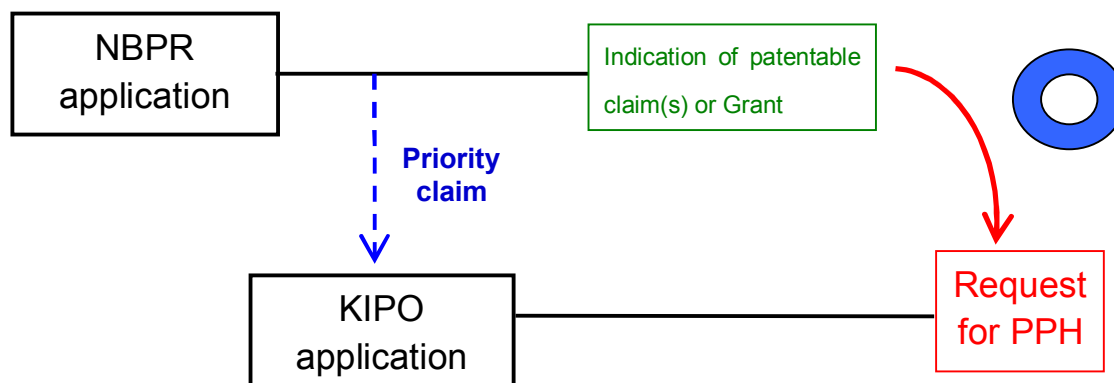 NBPR
application
Indication of patentable
claim(s) or Grant
Priority
claim
KIPO
application
Request
for PPH